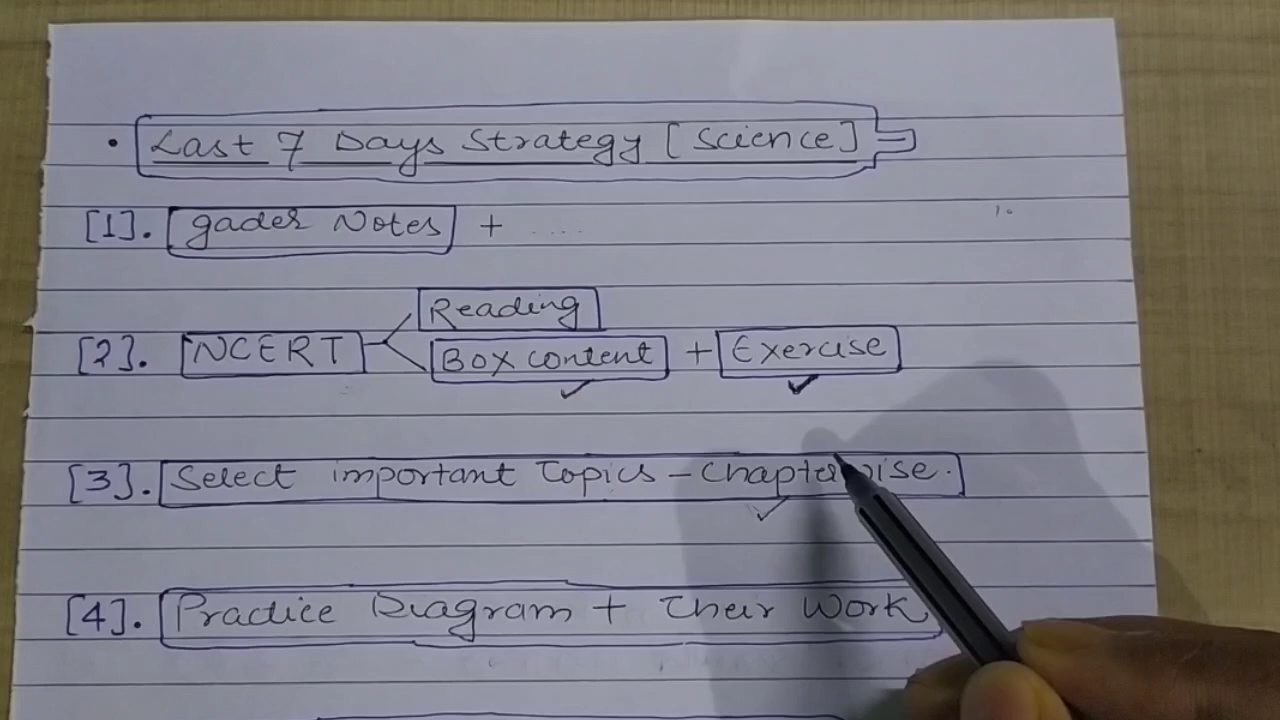 • Last 7 Days Strategy [Science]
[1]. gader Notes + ....
Reading
[2]. NCERT Box content + Exercise
[3]. Select important Topics - Chapterwise.
[4]. Practice Diagram + Their Work